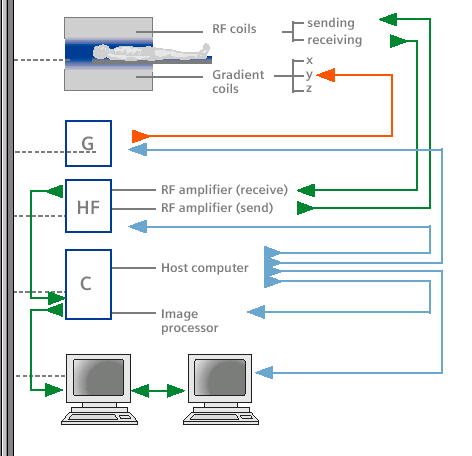 RF coils
sending
receiving
Gradient
coils
x
y
z
G
HF
RF amplifier (receive)
RF amplifier (send)
C
Host computer
Image
processor